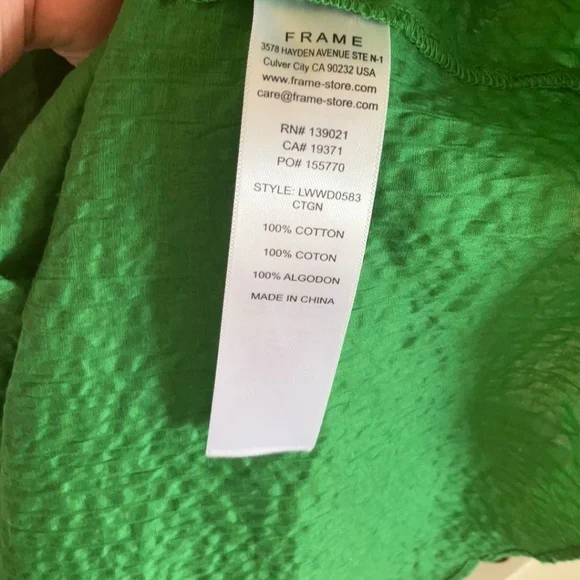 FRAME
3578 HAYDEN AVENUE STE N-1
Culver City CA 90232 USA
www.frame-store.com
care@frame-store.com
RN# 139021
CA# 19371
PO# 155770
STYLE: LWWD0583
CTGN
100% COTTON
100% COTON
100% ALGODON
MADE IN CHINA